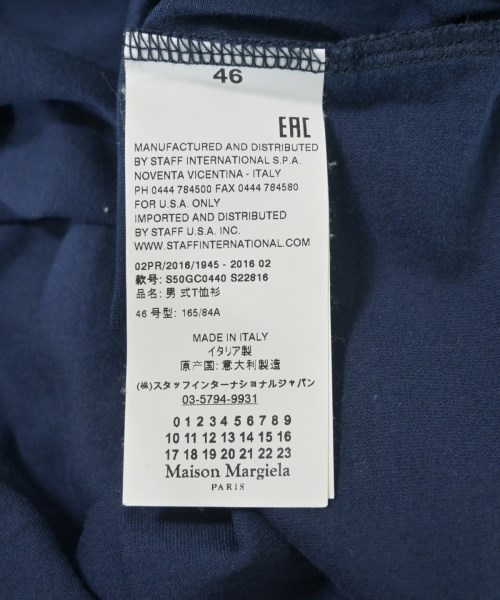 46
EAC
MANUFACTURED AND DISTRIBUTED
BY STAFF INTERNATIONAL S.P.A.
NOVENTA VICENTINA - ITALY
PH 0444 784500 FAX 0444 784580
FOR U.S.A. ONLY
IMPORTED AND DISTRIBUTED
BY STAFF U.S.A. INC.
WWW.STAFFINTERNATIONAL.COM
02PR/2016/1945 - 2016 02
款号: S50GC0440 S22816
品名: 男 式T恤衫
46 号型: 165/84A
MADE IN ITALY
イタリア製
原产国: 意大利製造
(株)スタッフインターナショナルジャパン
03-5794-9931
0 1 2 3 4 5 6 7 8 9
10 11 12 13 14 15 16
17 18 19 20 21 22 23
Maison Margiela
PARIS